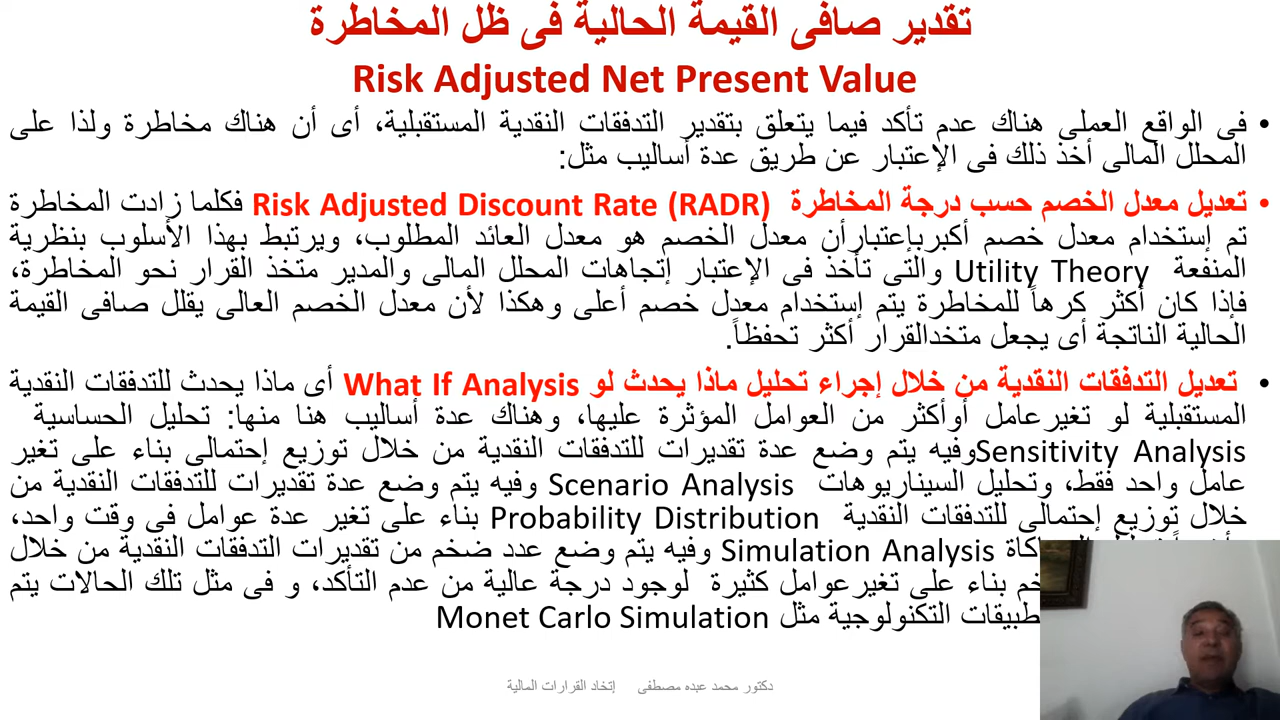 تقدير صافى القيمة الحالية فى ظل المخاطرة
Risk Adjusted Net Present Value
• فى الواقع العملى هناك عدم تأكد فيما يتعلق بتقدير التدفقات النقدية المستقبلية، أى أن هناك مخاطرة ولذا على
المحلل المالى أخذ ذلك فى الإعتبار عن طريق عدة أساليب مثل:
• تعديل معدل الخصم حسب درجة المخاطرة Risk Adjusted Discount Rate (RADR) فكلما زادت المخاطرة
تم إستخدام معدل خصم أكبربإعتبارأن معدل الخصم هو معدل العائد المطلوب، ويرتبط بهذا الأسلوب بنظرية
المنفعة Utility Theory والتى تأخذ فى الإعتبار إتجاهات المحلل المالى والمدير متخذ القرار نحو المخاطرة،
فإذا كان أكثر كرهاً للمخاطرة يتم إستخدام معدل خصم أعلى وهكذا لأن معدل الخصم العالى يقلل صافى القيمة
الحالية الناتجة أى يجعل متخدالقرار أكثر تحفظاً.
• تعديل التدفقات النقدية من خلال إجراء تحليل ماذا يحدث لو What If Analysis أى ماذا يحدث للتدفقات النقدية
المستقبلية لو تغيرعامل أوأكثر من العوامل المؤثرة عليها، وهناك عدة أساليب هنا منها: تحليل الحساسية
Sensitivity Analysisوفيه يتم وضع عدة تقديرات للتدفقات النقدية من خلال توزيع إحتمالى بناء على تغير
عامل واحد فقط، وتحليل السيناريوهات Scenario Analysis وفيه يتم وضع عدة تقديرات للتدفقات النقدية من
خلال توزيع إحتمالى للتدفقات النقدية Probability Distribution بناء على تغير عدة عوامل فى وقت واحد،
Simulation Analysis وفيه يتم وضع عدد ضخم من تقديرات التدفقات النقدية من خلال
بناء على تغيرعوامل كثيرة لوجود درجة عالية من عدم التأكد، و فى مثل تلك الحالات يتم
التكنولوجية مثل Monet Carlo Simulation
دكتور محمد عبده مصطفى إتخاد القرارات المالية